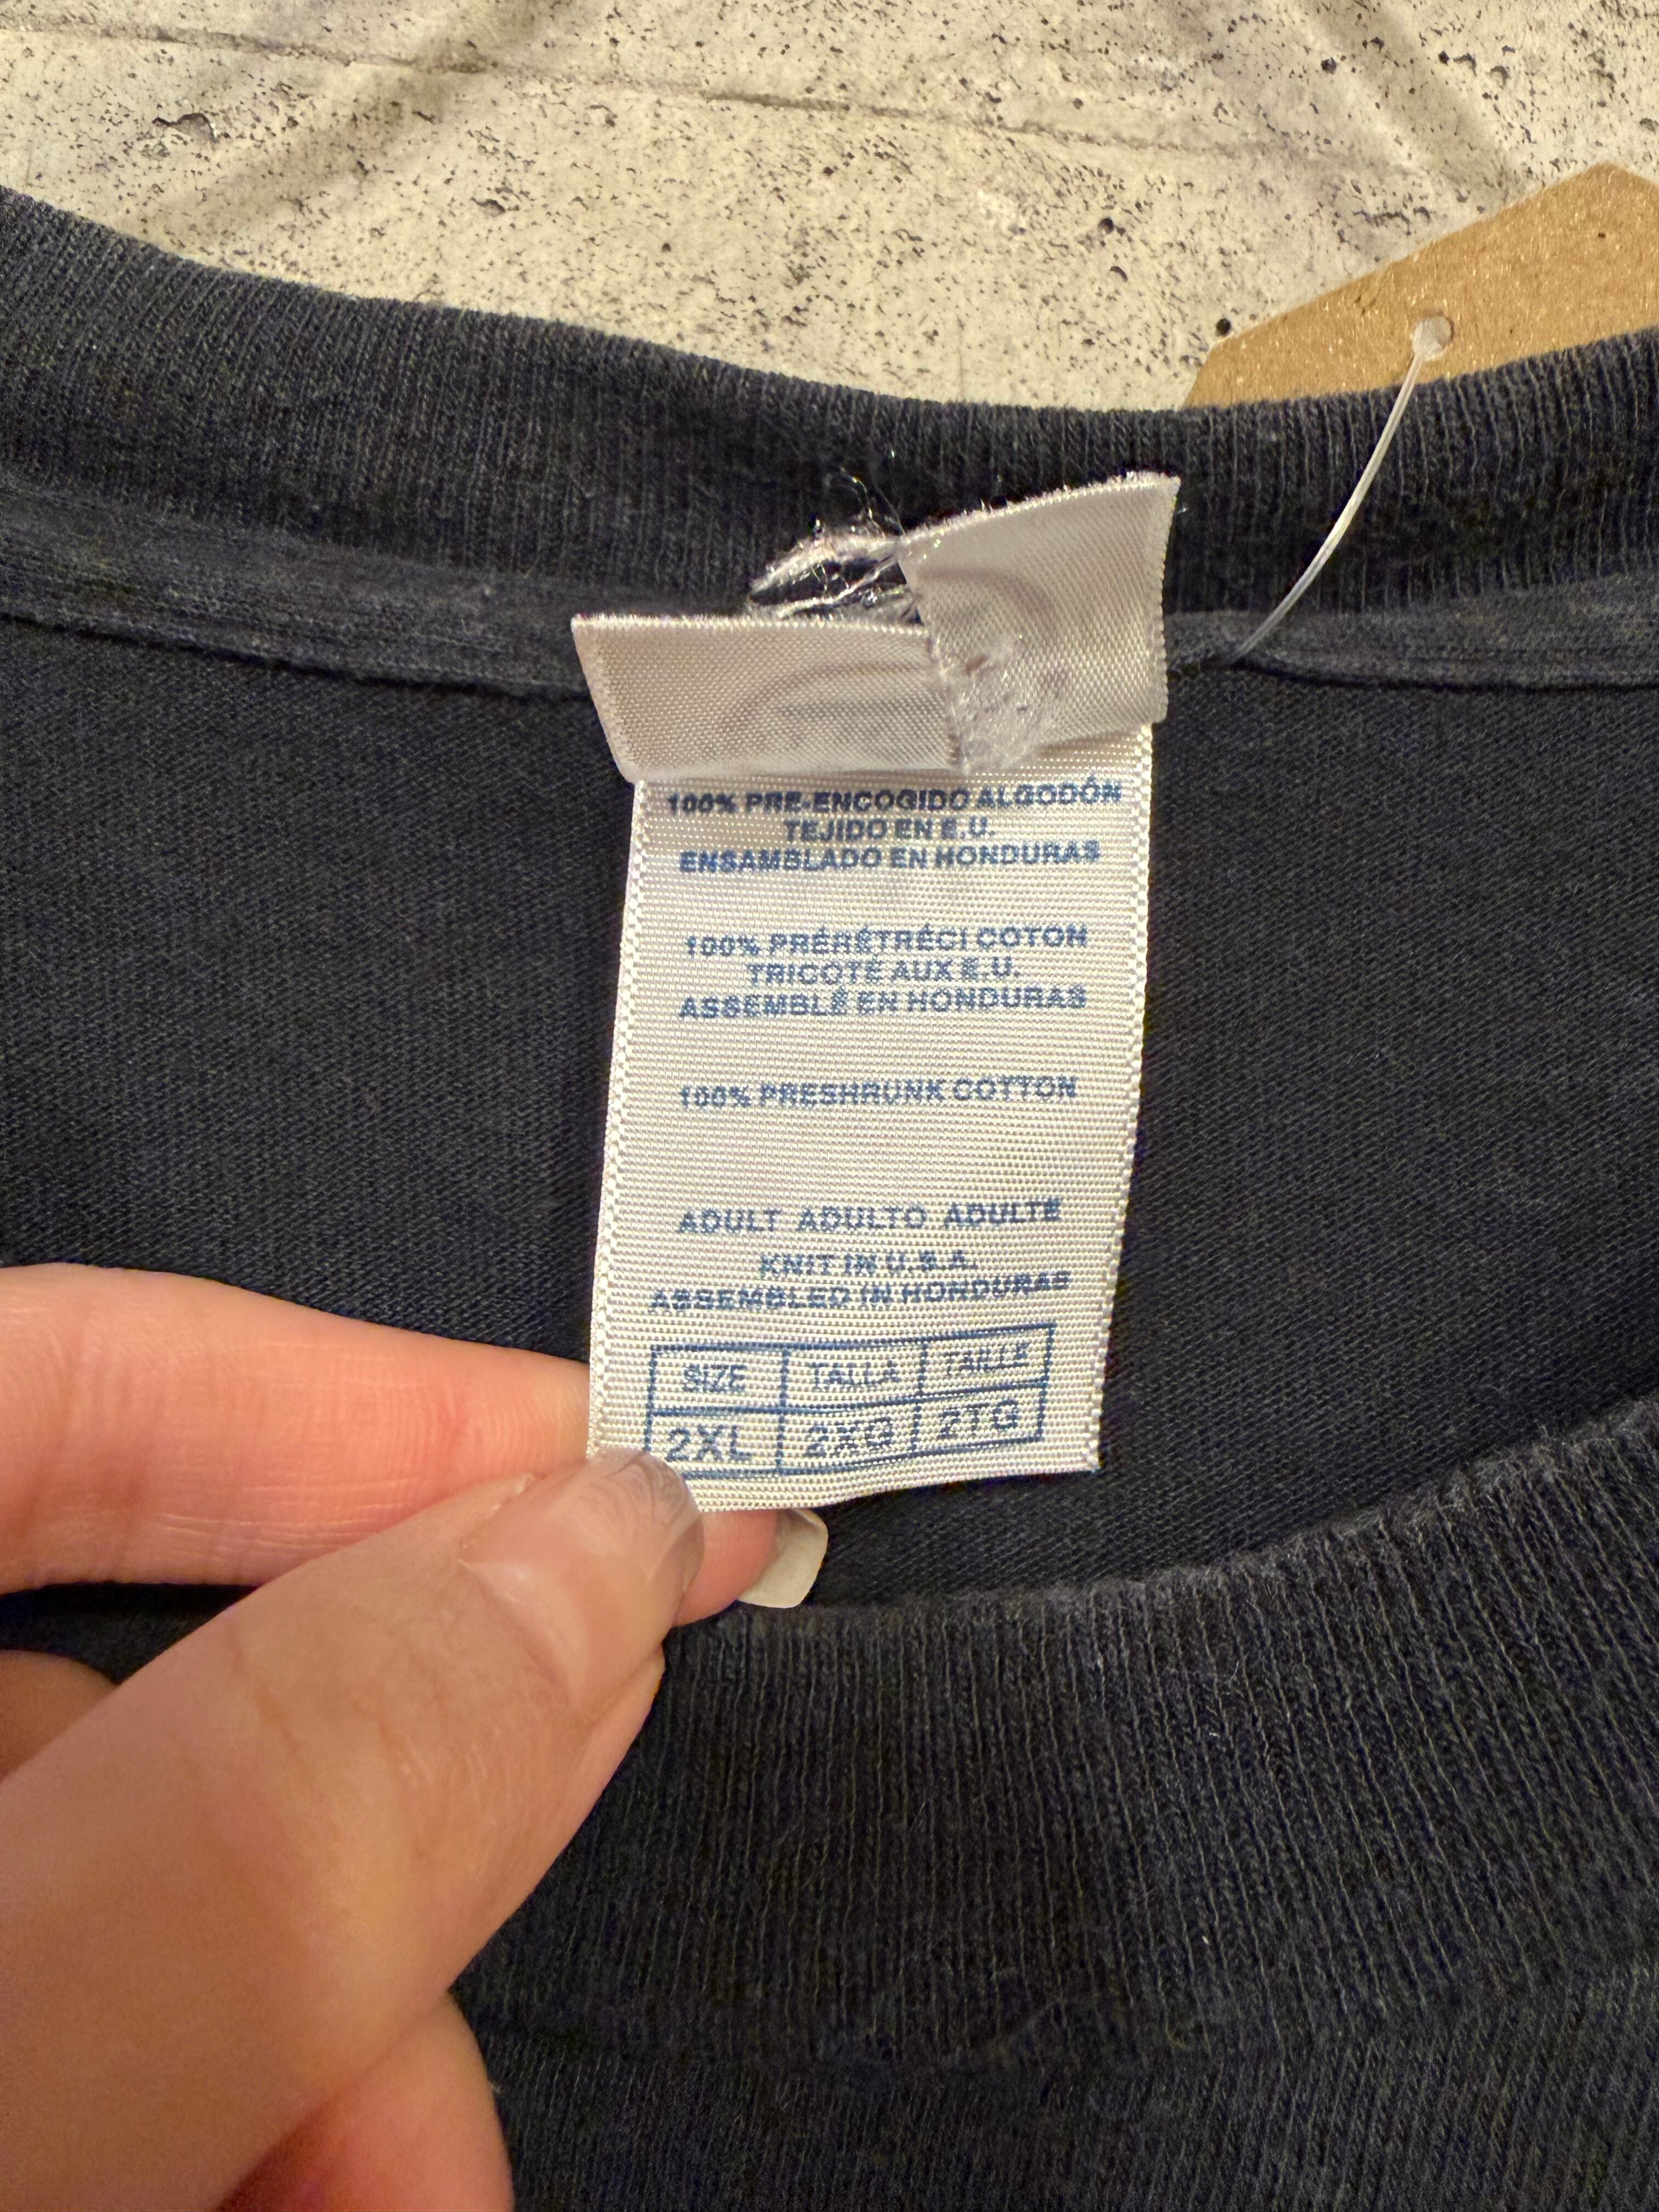 100% PRE-ENCOGIDO ALGODÓN
TEJIDO EN E.U.
ENSAMBLADO EN HONDURAS
100% PRÉRÉTRÉCI COTON
TRICOTÉ AUX E.U.
ASSEMBLÉ EN HONDURAS
100% PRESHRUNK COTTON
ADULT ADULTO ADULTE
KNIT IN U.S.A.
ASSEMBLED IN HONDURAS
SIZE TALLA TAILLE
2XL 2XG 2TG